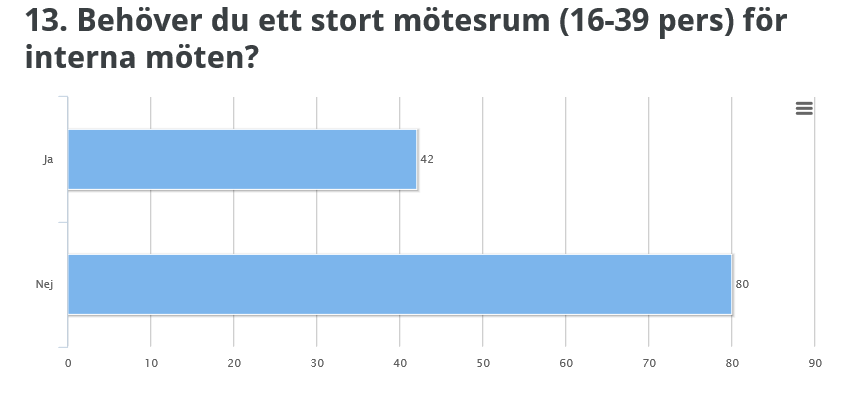 13. Behöver du ett stort mötesrum (16-39 pers) för
interna möten?
Ja
42
Nej
80
0 10 20 30 40 50 60 70 80 90